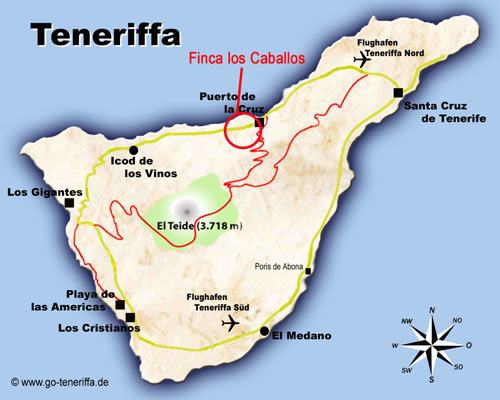 Teneriffa
Flughafen
Teneriffa Nord
Finca los Caballos
Puerto de
la Cruz
Santa Cruz
de Tenerife
Icod de
los Vinos
Los Gigantes
El Teide (3.718 m)
Poris de Abona
Playa de
las Americas
Flughafen
Teneriffa Süd
Los Cristianos
El Medano
N
NW
NO
W
O
SW
SO
S
© www.go-teneriffa.de